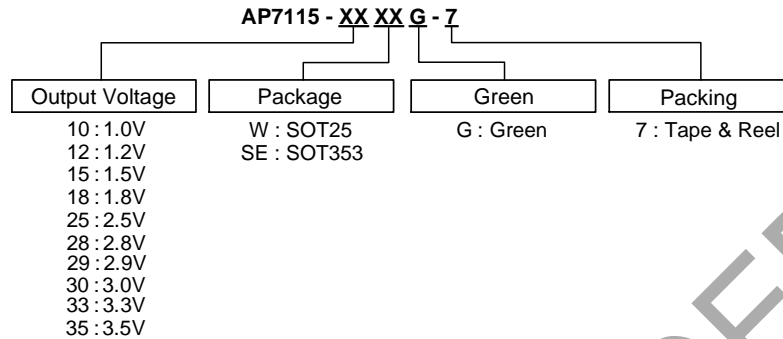 AP7115 - XX XX G - 7
Output Voltage
10 : 1.0V
12 : 1.2V
15 : 1.5V
18 : 1.8V
25 : 2.5V
28 : 2.8V
29 : 2.9V
30 : 3.0V
33 : 3.3V
35 : 3.5V
Package
W : SOT25
SE : SOT353
Green
G : Green
Packing
7 : Tape & Reel